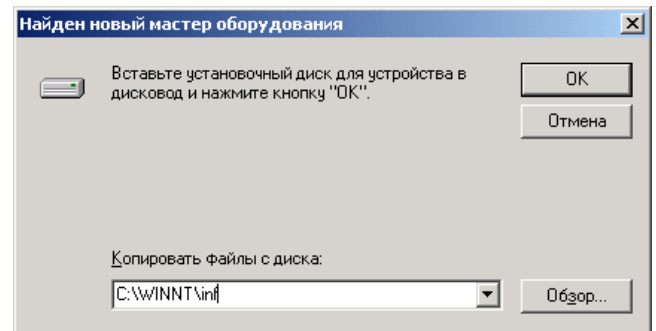 Найден новый мастер оборудования
Вставьте установочный диск для устройства в
дисковод и нажмите кнопку "ОК".
ОК
Отмена
Копировать файлы с диска:
C:\WINNT\inf
Обзор...